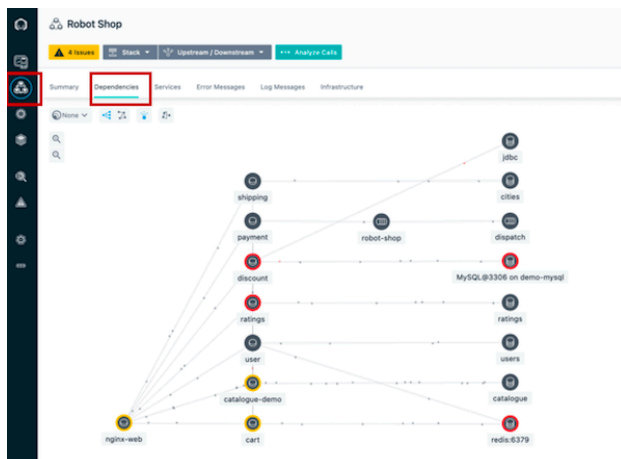 Robot Shop
4 Issues Stack Upstream / Downstream Analyze Calls
Summary Dependencies Services Error Messages Log Messages Infrastructure
None
jdbc
shipping cities
payment robot-shop dispatch
discount MySQL@3306 on demo-mysql
ratings ratings
user users
catalogue-demo catalogue
nginx-web cart redis:6379